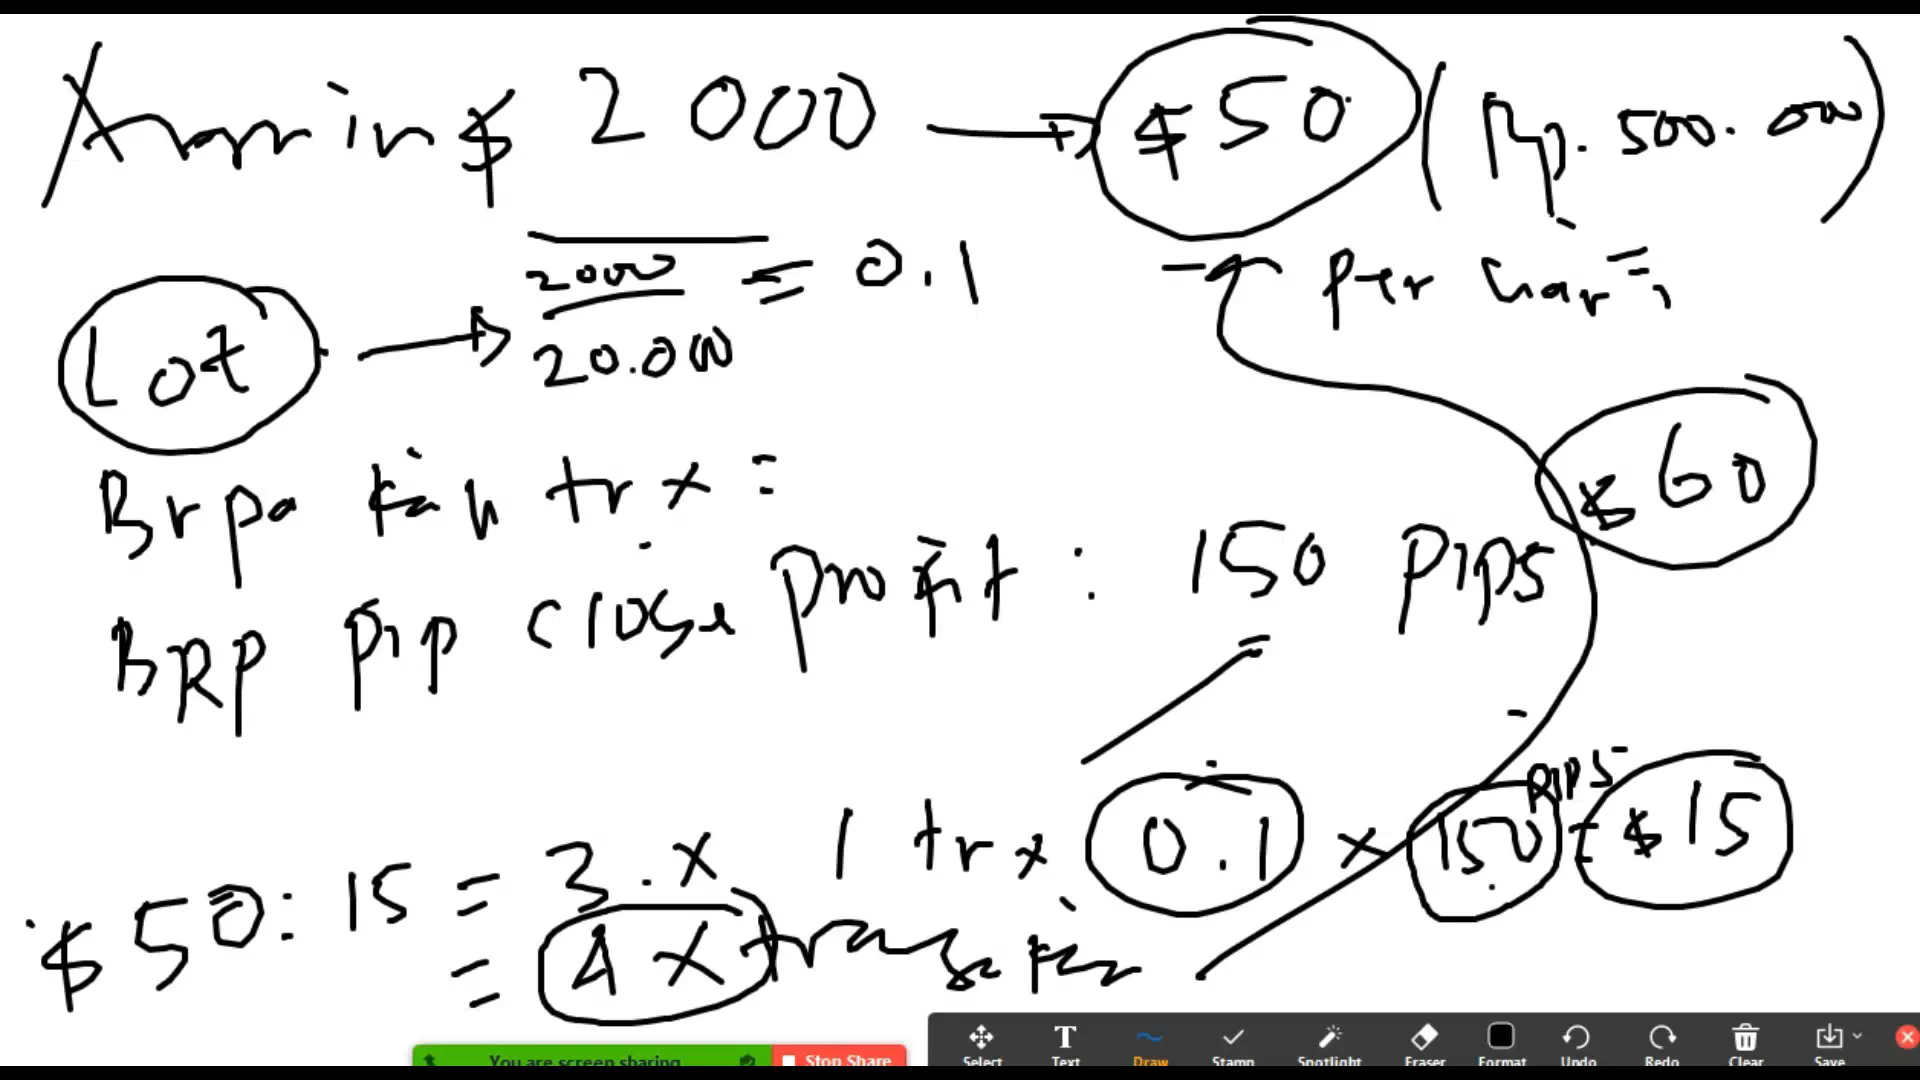 Margin $ 2000 → $50 (Rp. 500.000)
Lot → 2000 / 20.000 = 0.1
Per hari
$60
Brpa kali trx =
BRP pip close profit : 150 PIPS
1 trx 0.1 x 150 PIPS = $15
$50 : 15 = 3. x
= 4 x transaksi
You are screen sharing
Stop Share
Select Text Draw Stamp Spotlight Eraser Format Undo Redo Clear Save